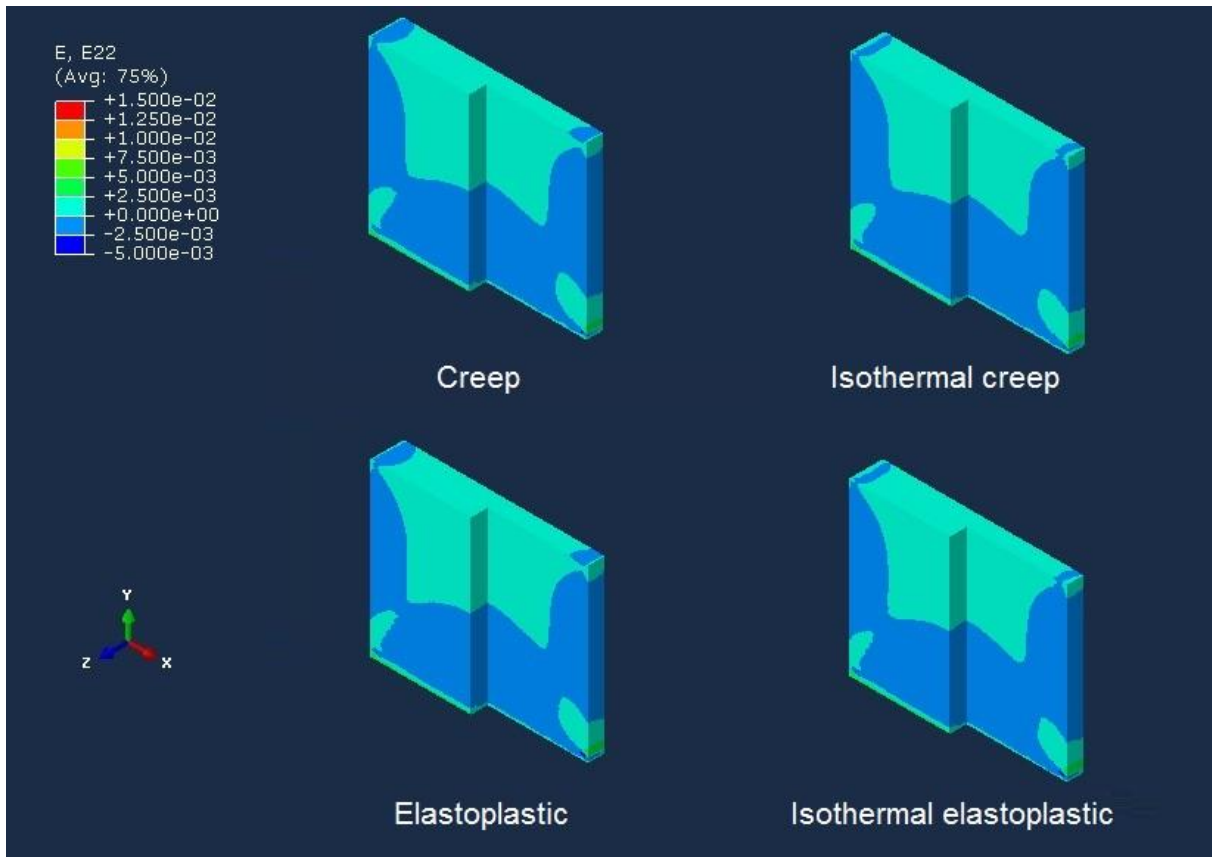 E, E22
(Avg: 75%)
+1.500e-02
+1.250e-02
+1.000e-02
+7.500e-03
+5.000e-03
+2.500e-03
+0.000e+00
-2.500e-03
-5.000e-03
Creep
Isothermal creep
Y
Z
X
Elastoplastic
Isothermal elastoplastic